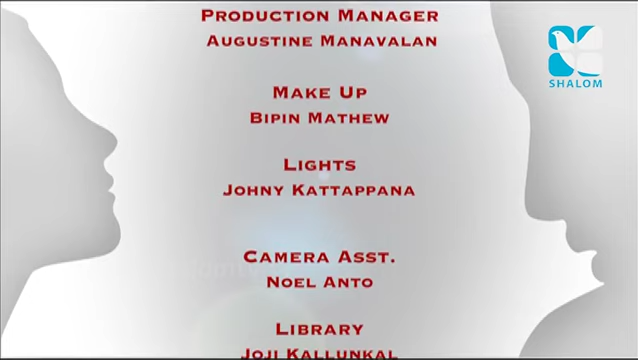 PRODUCTION MANAGER
AUGUSTINE MANAVALAN
MAKE UP
BIPIN MATHEW
LIGHTS
JOHNY KATTAPPANA
CAMERA ASST.
NOEL ANTO
LIBRARY
JOJI KALLUNKAL
SHALOM